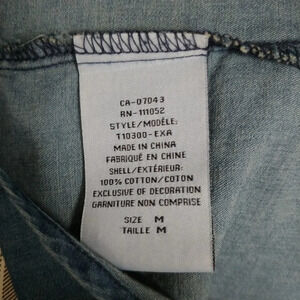 CA-07043
RN-111052
STYLE/MODÈLE:
T10300-EXA
MADE IN CHINA
FABRIQUÉ EN CHINE
SHELL/EXTÉRIEUR:
100% COTTON/COTON
EXCLUSIVE OF DECORATION
GARNITURE NON COMPRISE
SIZE M
TAILLE M